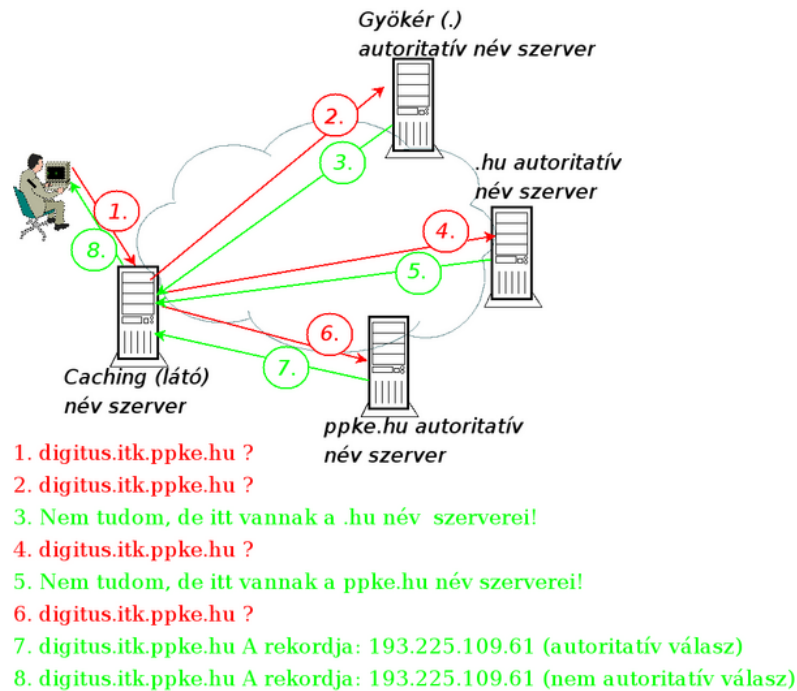 Gyökér (.)
autoritatív név szerver
2.
3.
.hu autoritatív
név szerver
1.
4.
8.
5.
6.
7.
Caching (látó)
név szerver
ppke.hu autoritatív
név szerver
1. digitus.itk.ppke.hu ?
2. digitus.itk.ppke.hu ?
3. Nem tudom, de itt vannak a .hu név szerverei!
4. digitus.itk.ppke.hu ?
5. Nem tudom, de itt vannak a ppke.hu név szerverei!
6. digitus.itk.ppke.hu ?
7. digitus.itk.ppke.hu A rekordja: 193.225.109.61 (autoritatív válasz)
8. digitus.itk.ppke.hu A rekordja: 193.225.109.61 (nem autoritatív válasz)